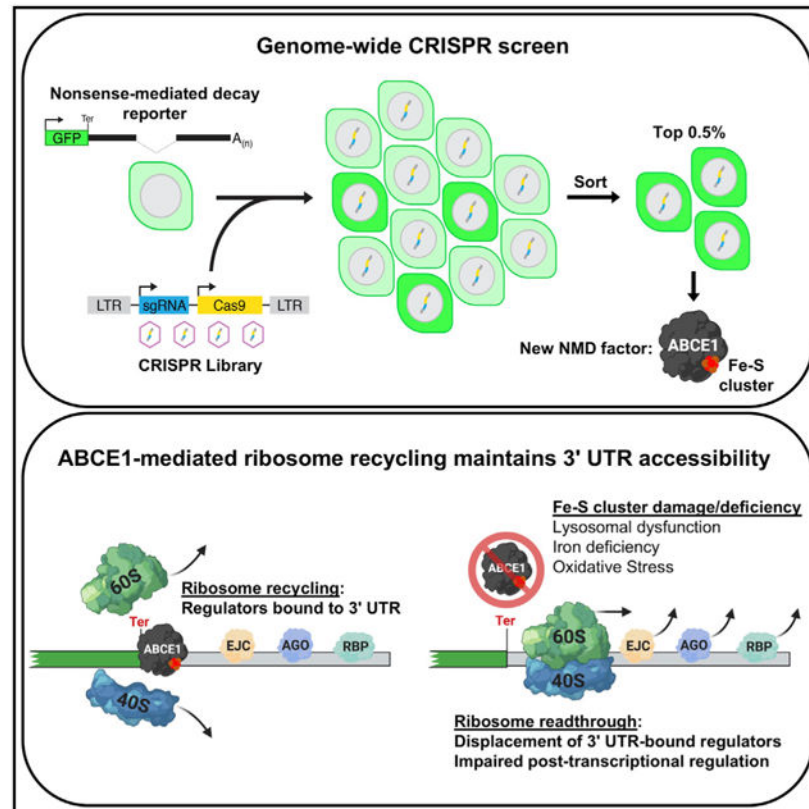 Genome-wide CRISPR screen
Nonsense-mediated decay
reporter
Ter
GFP
A(n)
LTR
sgRNA
Cas9
LTR
CRISPR Library
Sort
Top 0.5%
New NMD factor:
ABCE1
Fe-S
cluster
ABCE1-mediated ribosome recycling maintains 3' UTR accessibility
60S
Ribosome recycling:
Regulators bound to 3' UTR
Ter
ABCE1
EJC
AGO
RBP
40S
Fe-S cluster damage/deficiency
Lysosomal dysfunction
Iron deficiency
Oxidative Stress
ABCE1
Ter
60S
40S
EJC
AGO
RBP
Ribosome readthrough:
Displacement of 3' UTR-bound regulators
Impaired post-transcriptional regulation